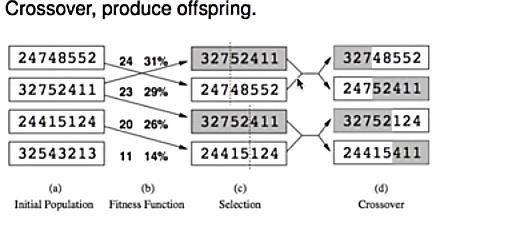 Crossover, produce offspring.
24748552 24 31% 32752411 32748552
32752411 23 29% 24748552 24752411
24415124 20 26% 32752411 32752124
32543213 11 14% 24415124 24415411
(a) (b) (c) (d)
Initial Population Fitness Function Selection Crossover